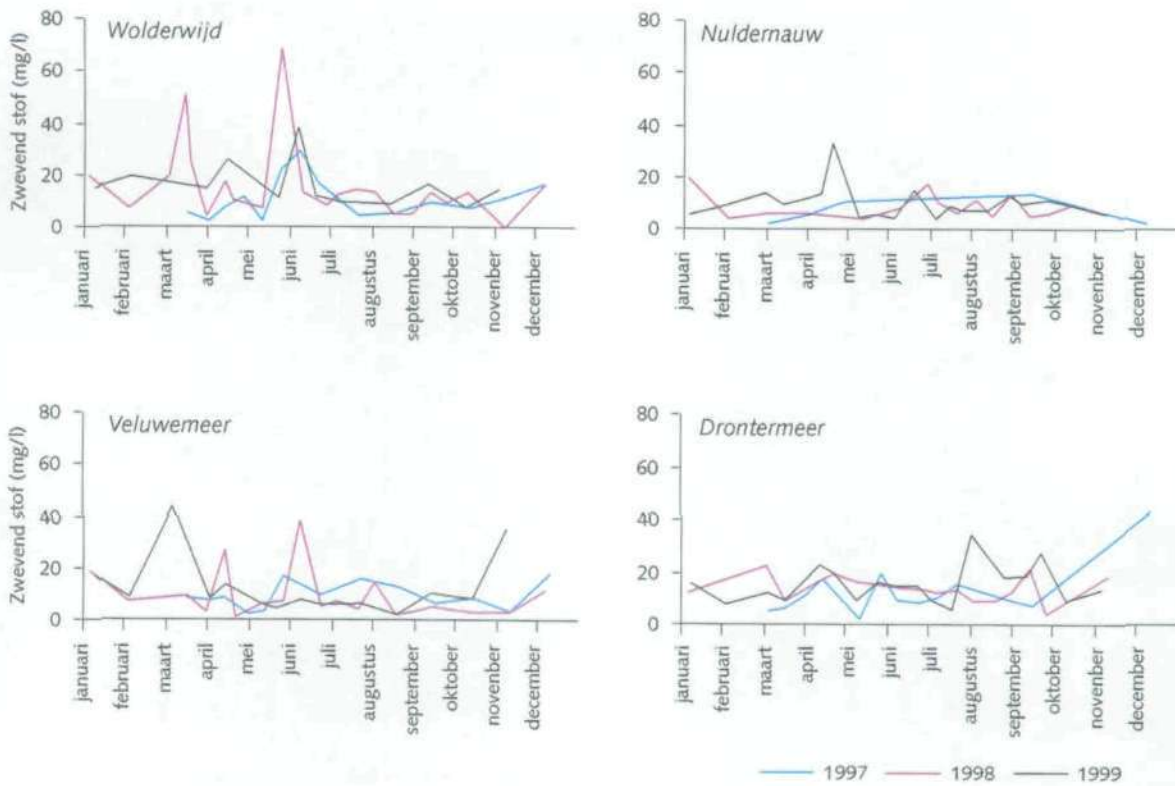 Wolderwijd
Zwevend stof (mg/l)
80
60
40
20
0
januari
februari
maart
april
mei
juni
juli
augustus
september
oktober
november
december
Nuldernauw
80
60
40
20
0
januari
februari
maart
april
mei
juni
juli
augustus
september
oktober
november
december
Veluwemeer
Zwevend stof (mg/l)
80
60
40
20
0
januari
februari
maart
april
mei
juni
juli
augustus
september
oktober
november
december
Drontermeer
80
60
40
20
0
januari
februari
maart
april
mei
juni
juli
augustus
september
oktober
november
december
1997 1998 1999